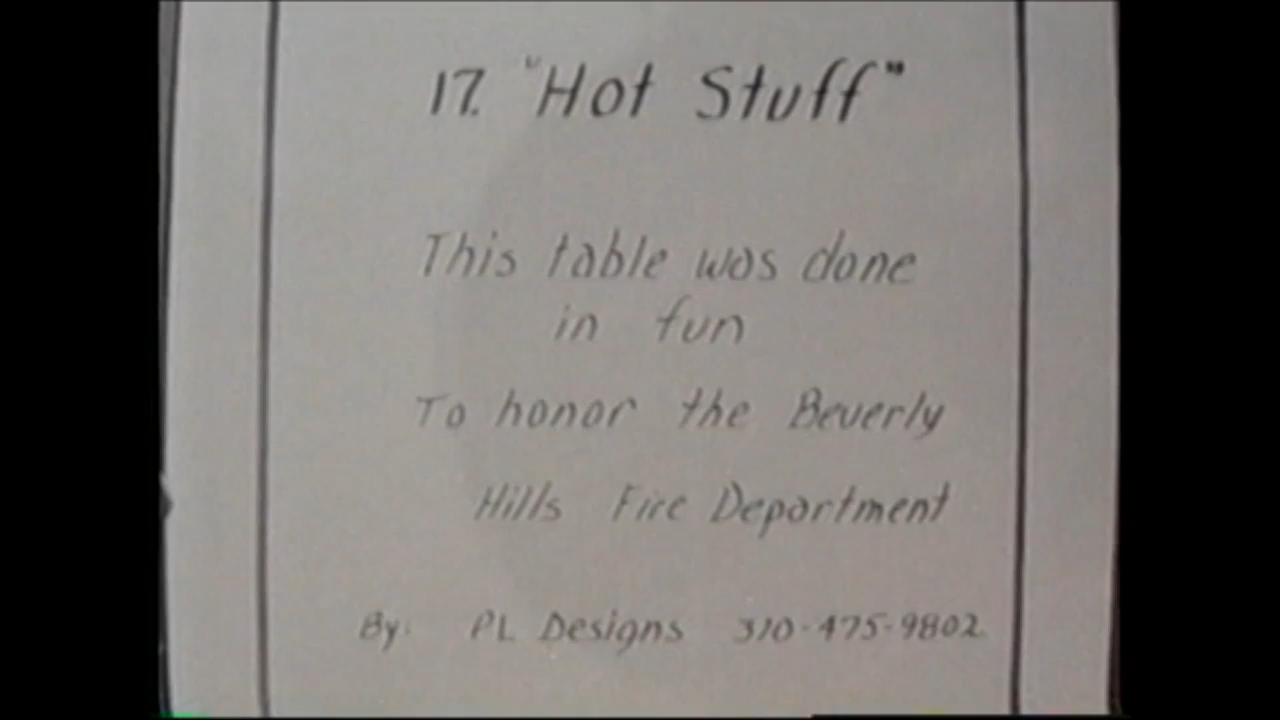 17. "Hot Stuff"
This table was done
in fun
To honor the Beverly
Hills Fire Department
By: PL Designs 310-475-9802